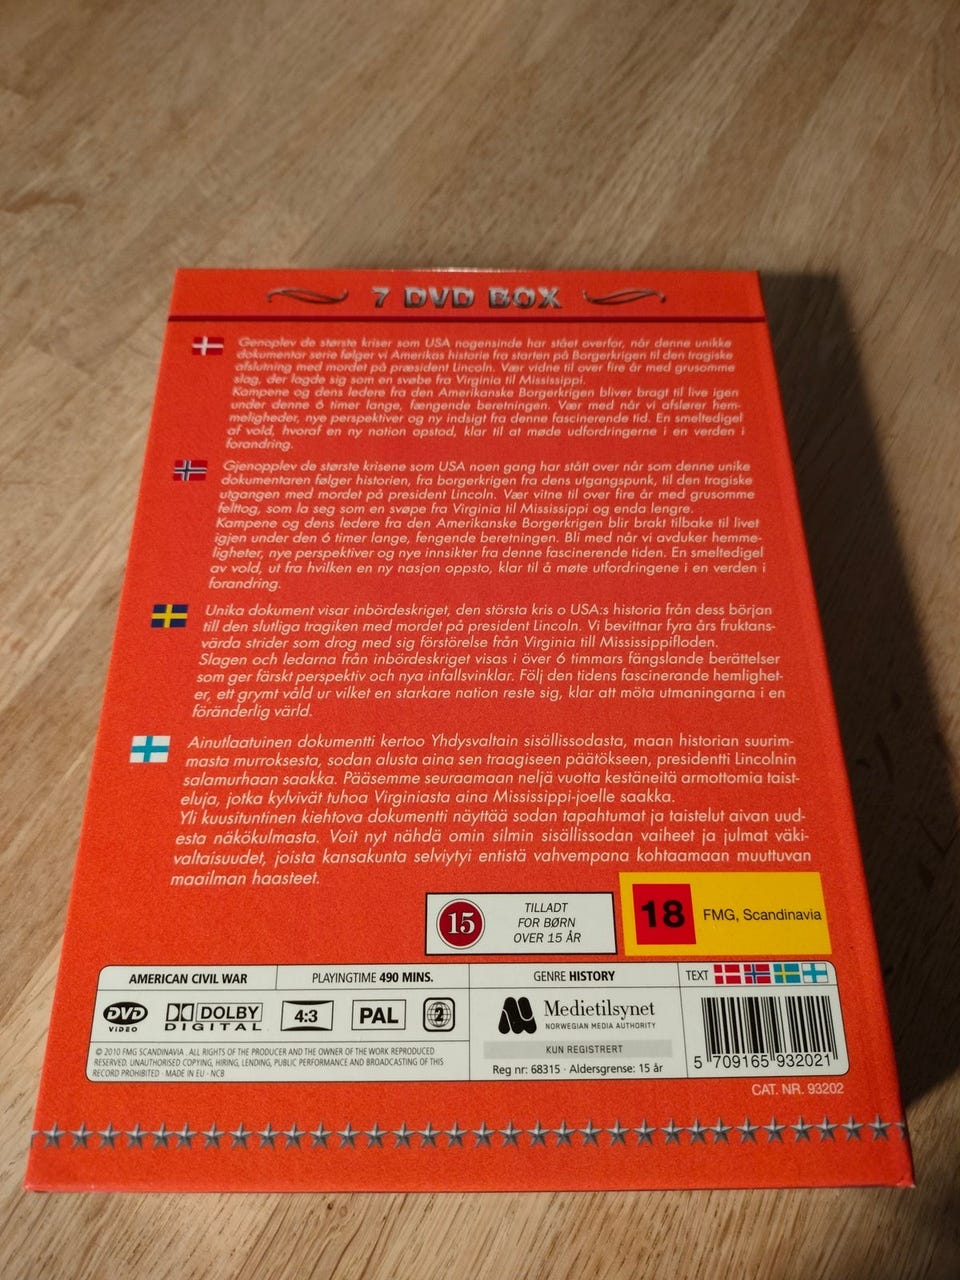 7 DVD BOX
Genoplev de største kriser som USA nogensinde har stået overfor, når denne unikke
dokumentar serie følger vi Amerikas historie fra starten på Borgerkrigen til den tragiske
afslutning med mordet på præsident Lincoln. Vær vidne til over fire år med grusomme
slag, der lagde sig som en svøbe fra Virginia til Mississippi.
Kampene og dens ledere fra den Amerikanske Borgerkrigen bliver bragt til live igen
under denne 6 timer lange, fængende beretningen. Vær med når vi afslører hem-
meligheder, nye perspektiver og ny indsigt fra denne fascinerende tid. En smeltedigel
af vold, hvoraf en ny nation opstod, klar til at møde udfordringerne i en verden i
forandring.
Gjenopplev de største krisene som USA noen gang har stått over når som denne unike
dokumentaren følger historien, fra borgerkrigen fra dens utgangspunk, til den tragiske
utgangen med mordet på president Lincoln. Vær vitne til over fire år med grusomme
felttog, som la seg som en svøpe fra Virginia til Mississippi og enda lengre.
Kampene og dens ledere fra den Amerikanske Borgerkrigen blir brakt tilbake til livet
igjen under den 6 timer lange, fengende beretningen. Bli med når vi avduker hemme-
ligheter, nye perspektiver og nye innsikter fra denne fascinerende tiden. En smeltedigel
av vold, ut fra hvilken en ny nasjon oppsto, klar til å møte utfordringene i en verden i
forandring.
Unika dokument visar inbördeskriget, den största kris o USA:s historia från dess början
till den slutliga tragiken med mordet på president Lincoln. Vi bevittnar fyra års fruktans-
värda strider som drog med sig förstörelse från Virginia till Mississippifloden.
Slagen och ledarna från inbördeskriget visas i över 6 timmars fängslande berättelser
som ger färskt perspektiv och nya infallsvinklar. Följ den tidens fascinerande hemlighet-
er, ett grymt våld ur vilket en starkare nation reste sig, klar att möta utmaningarna i en
föränderlig värld.
Ainutlaatuinen dokumentti kertoo Yhdysvaltain sisällissodasta, maan historian suurim-
masta murroksesta, sodan alusta aina sen traagiseen päätökseen, presidentti Lincolnin
salamurhaan saakka. Pääsemme seuraamaan neljä vuotta kestäneitä armottomia taist-
eluja, jotka kylvivät tuhoa Virginiasta aina Mississippi-joelle saakka.
Yli kuusituntinen kiehtova dokumentti näyttää sodan tapahtumat ja taistelut aivan uud-
esta näkökulmasta. Voit nyt nähdä omin silmin sisällissodan vaiheet ja julmat väki-
valtaisuudet, joista kansakunta selviytyi entistä vahvempana kohtaamaan muuttuvan
maailman haasteet.
15
TILLADT
FOR BØRN
OVER 15 ÅR
18 FMG, Scandinavia
AMERICAN CIVIL WAR
PLAYINGTIME 490 MINS.
GENRE HISTORY
TEXT
DVD VIDEO
DOLBY DIGITAL
4:3
PAL
2
© 2010 FMG SCANDINAVIA . ALL RIGHTS OF THE PRODUCER AND THE OWNER OF THE WORK REPRODUCED
RESERVED. UNAUTHORISED COPYING, HIRING, LENDING, PUBLIC PERFORMANCE AND BROADCASTING OF THIS
RECORD PROHIBITED · MADE IN EU · NCB
Medietilsynet
NORWEGIAN MEDIA AUTHORITY
KUN REGISTRERT
Reg nr: 68315 · Aldersgrense: 15 år
5 709165 932021
CAT. NR. 93202